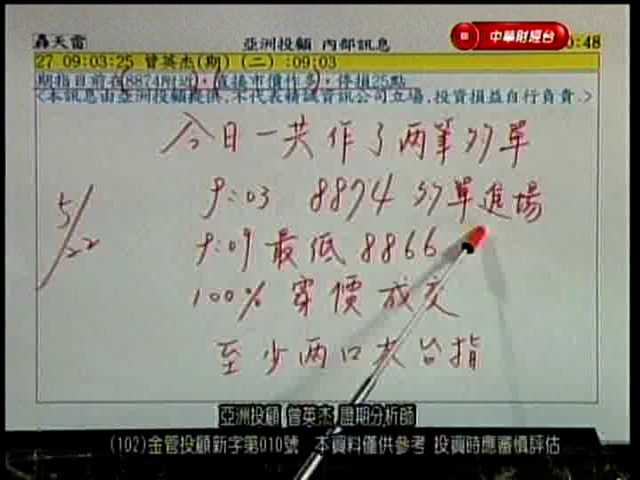 轟天雷 亞洲投顧 內部訊息 :48
中華財經台
27 09:03:25 曾英杰(期) (二) :09:03
期指目前在(8874附近)，(直接市價作多)，停損25點
<本訊息由亞洲投顧提供,不代表精誠資訊公司立場,投資損益自行負責.>
今日一共作了两筆多單
5/22
9:03 8874 多單進場
9:09 最低 8866
100% 穿價成交
至少两口大台指
亞洲投顧 曾英杰 證期分析師
(102)金管投顧新字第010號 本資料僅供參考 投資時應審慎評估